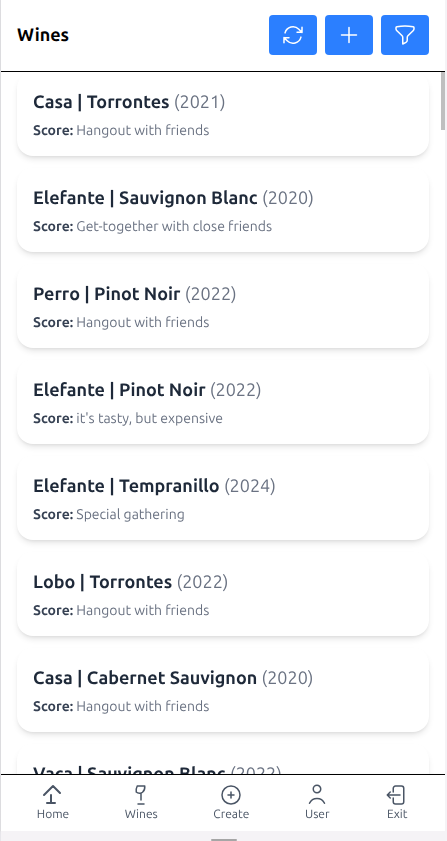 Wines
Casa | Torrontes (2021)
Score: Hangout with friends
Elefante | Sauvignon Blanc (2020)
Score: Get-together with close friends
Perro | Pinot Noir (2022)
Score: Hangout with friends
Elefante | Pinot Noir (2022)
Score: it's tasty, but expensive
Elefante | Tempranillo (2024)
Score: Special gathering
Lobo | Torrontes (2022)
Score: Hangout with friends
Casa | Cabernet Sauvignon (2020)
Score: Hangout with friends
Vaca | Sauvignon Blanc (2022)
Home Wines Create User Exit